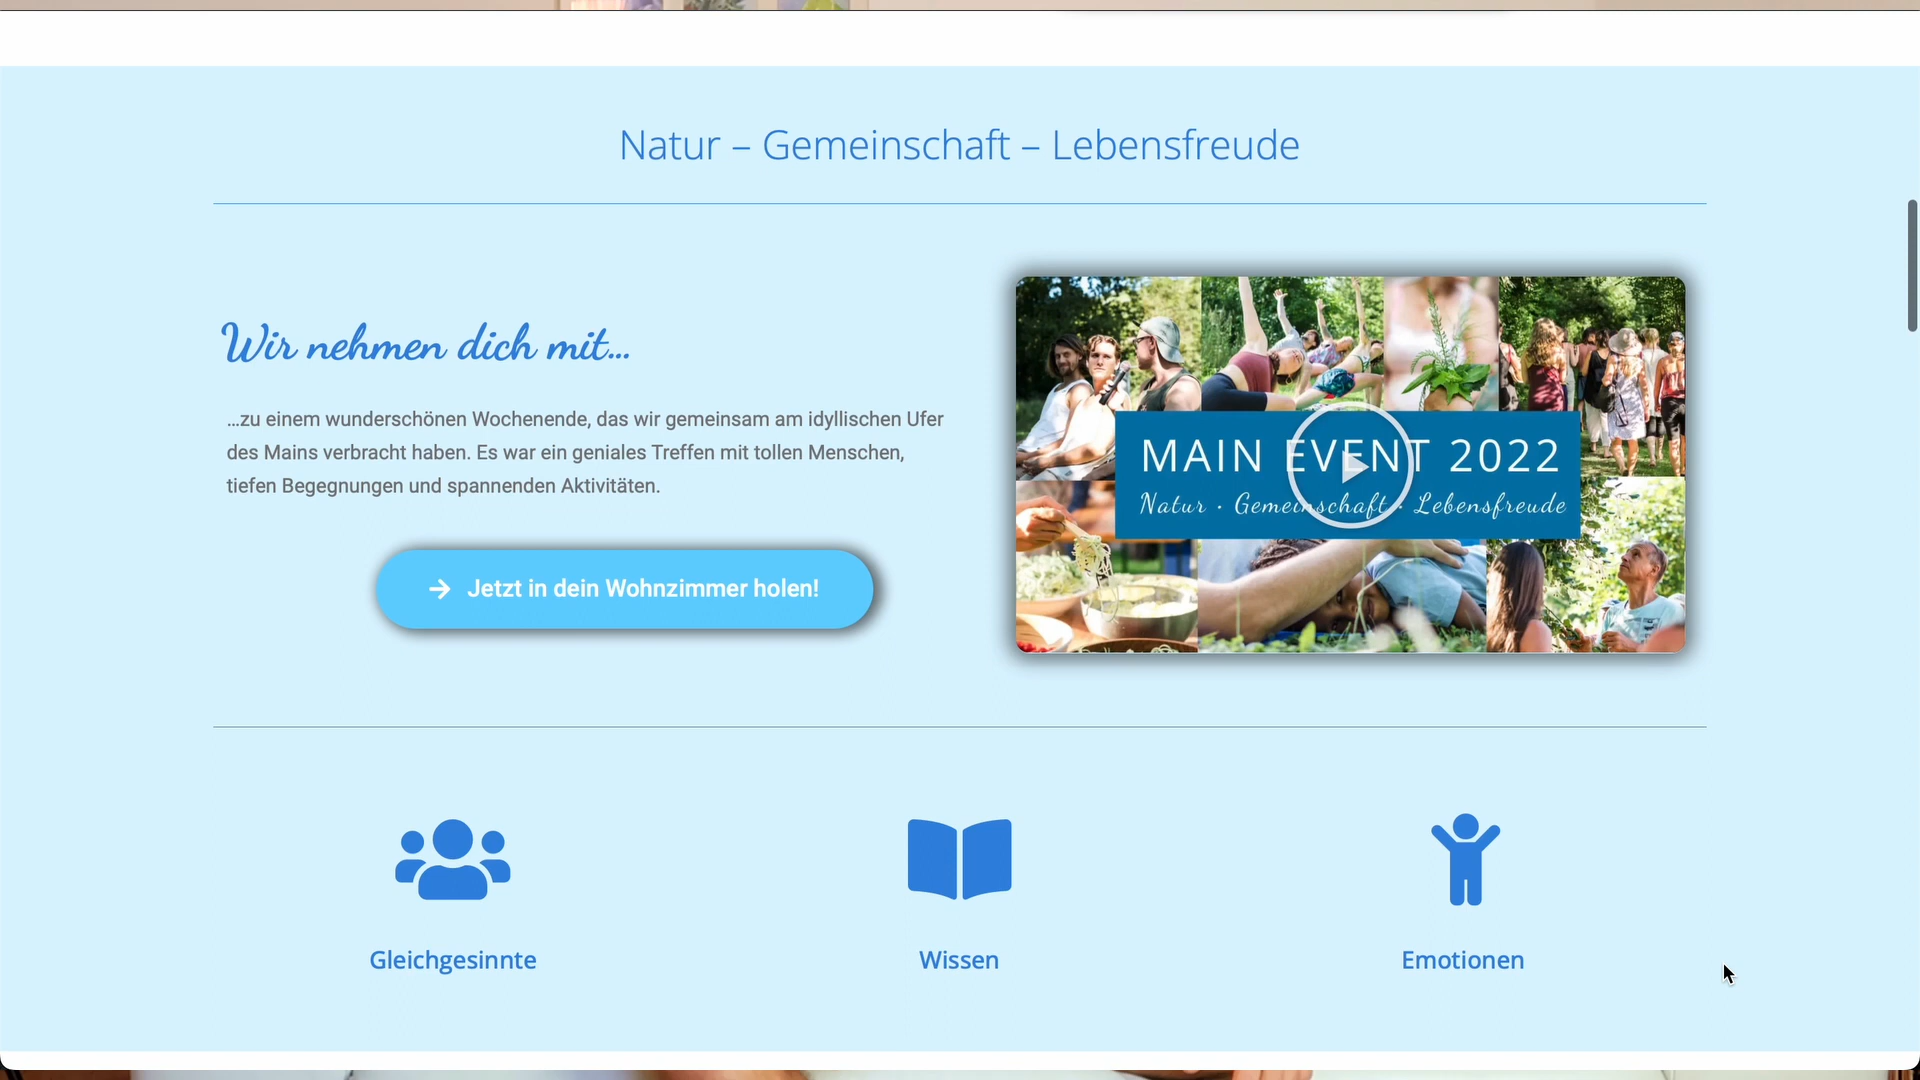 Natur – Gemeinschaft – Lebensfreude
Wir nehmen dich mit...
...zu einem wunderschönen Wochenende, das wir gemeinsam am idyllischen Ufer
des Mains verbracht haben. Es war ein geniales Treffen mit tollen Menschen,
tiefen Begegnungen und spannenden Aktivitäten.
Jetzt in dein Wohnzimmer holen!
MAIN EVENT 2022
Natur · Gemeinschaft · Lebensfreude
Gleichgesinnte
Wissen
Emotionen